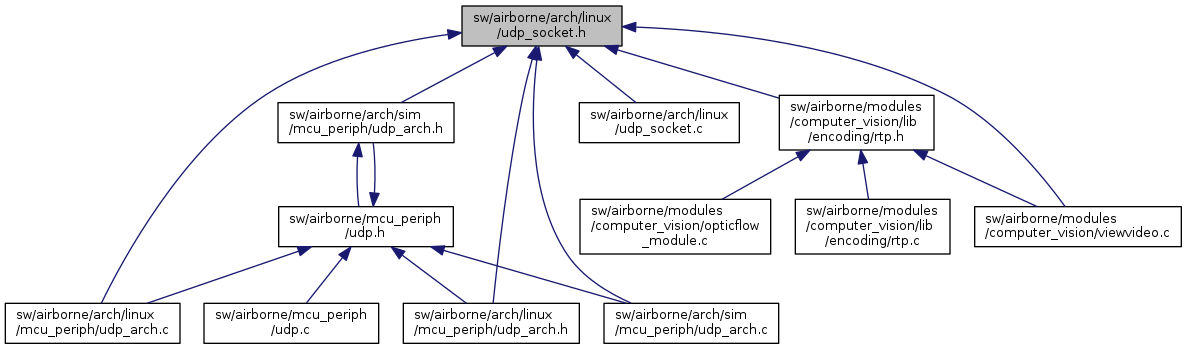 sw/airborne/arch/linux
/udp_socket.h
sw/airborne/arch/sim
/mcu_periph/udp_arch.h
sw/airborne/arch/linux
/udp_socket.c
sw/airborne/modules
/computer_vision/lib
/encoding/rtp.h
sw/airborne/mcu_periph
/udp.h
sw/airborne/modules
/computer_vision/opticflow
_module.c
sw/airborne/modules
/computer_vision/lib
/encoding/rtp.c
sw/airborne/modules
/computer_vision/viewvideo.c
sw/airborne/arch/linux
/mcu_periph/udp_arch.c
sw/airborne/mcu_periph
/udp.c
sw/airborne/arch/linux
/mcu_periph/udp_arch.h
sw/airborne/arch/sim
/mcu_periph/udp_arch.c